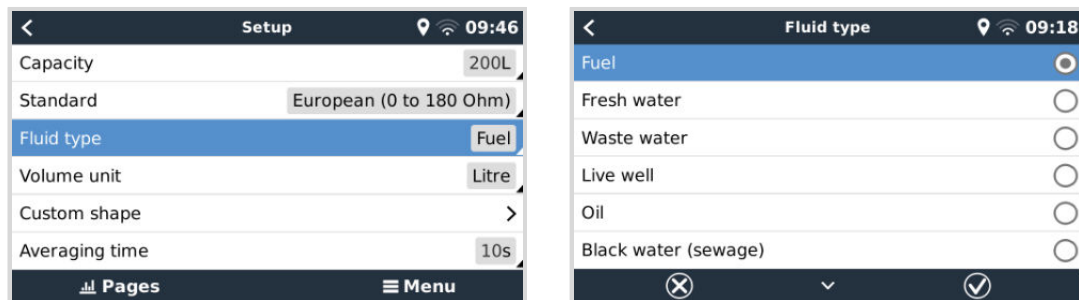 Setup 09:46
Capacity 200L
Standard European (0 to 180 Ohm)
Fluid type Fuel
Volume unit Litre
Custom shape
Averaging time 10s
Pages Menu
Fluid type 09:18
Fuel
Fresh water
Waste water
Live well
Oil
Black water (sewage)